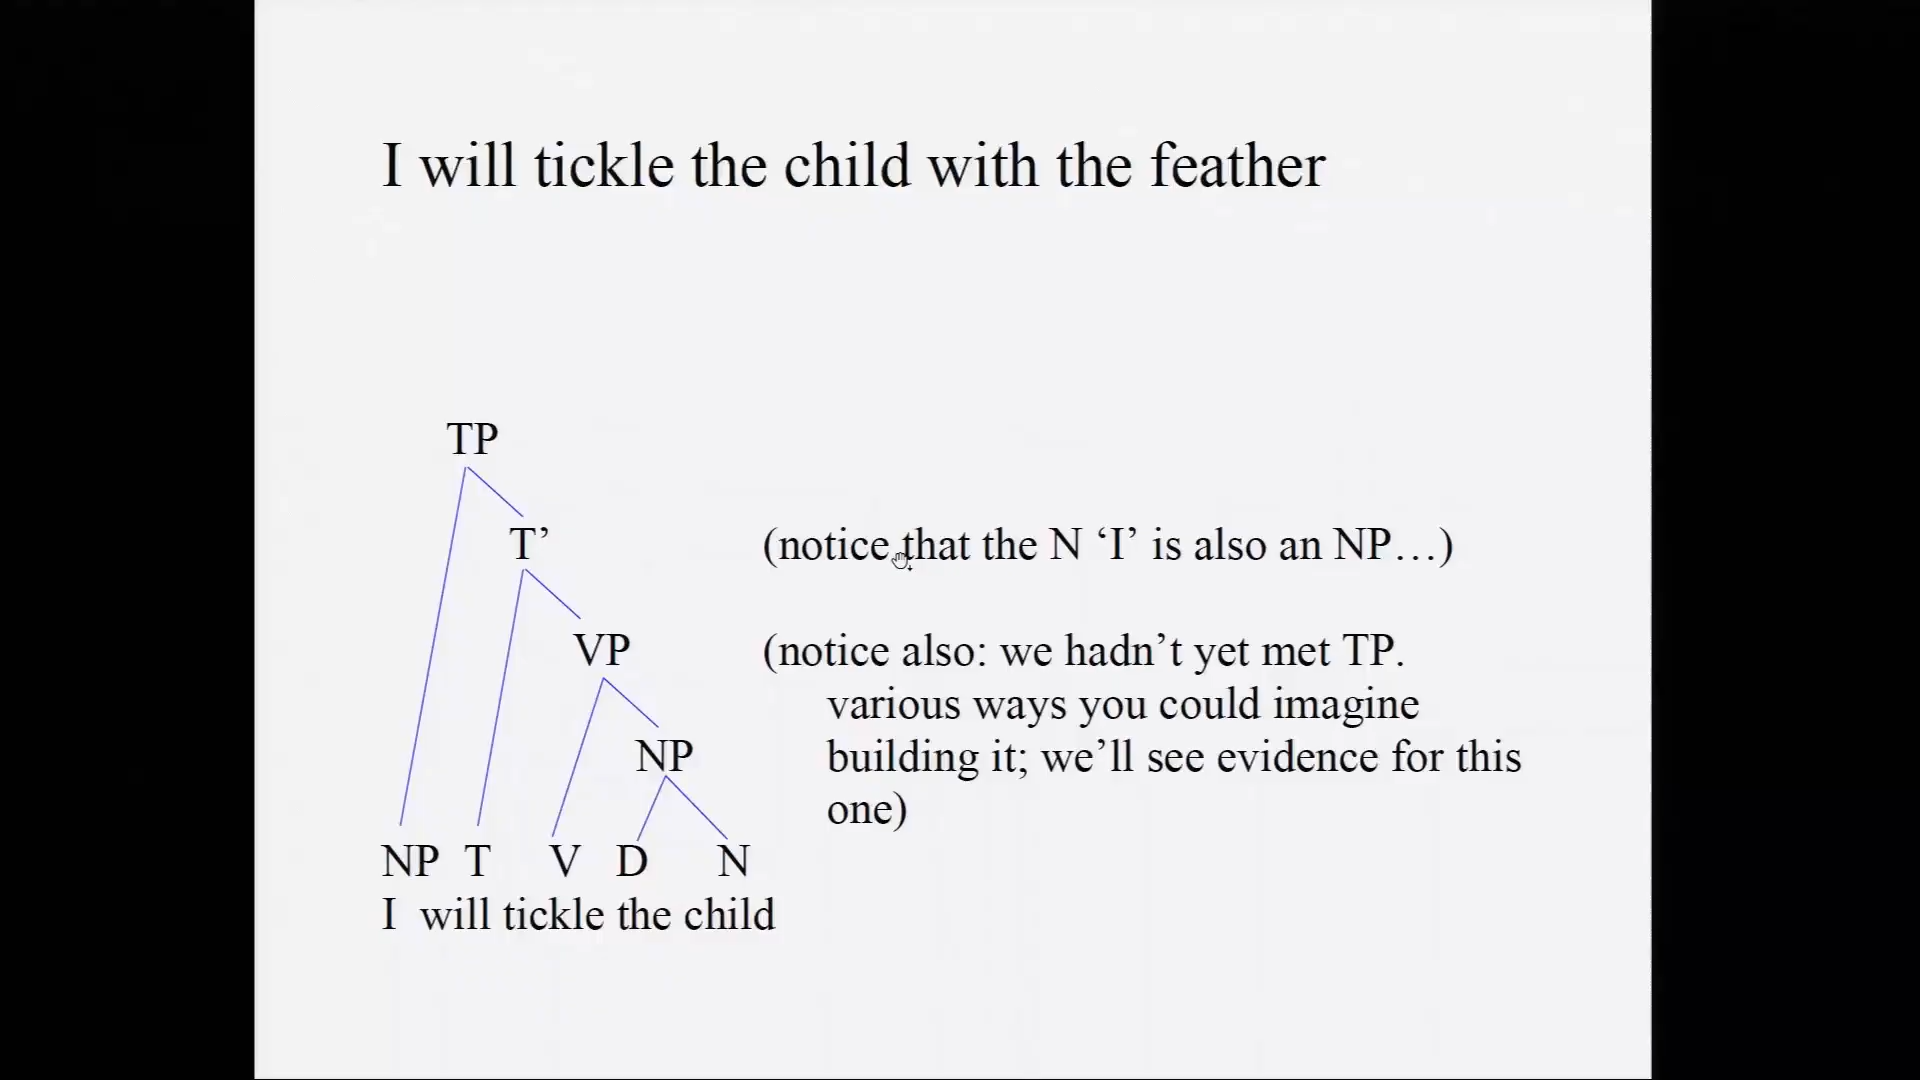 I will tickle the child with the feather
TP
T’
(notice that the N ‘I’ is also an NP…)
VP
(notice also: we hadn’t yet met TP.
various ways you could imagine
NP
building it; we’ll see evidence for this
one)
NP T V D N
I will tickle the child